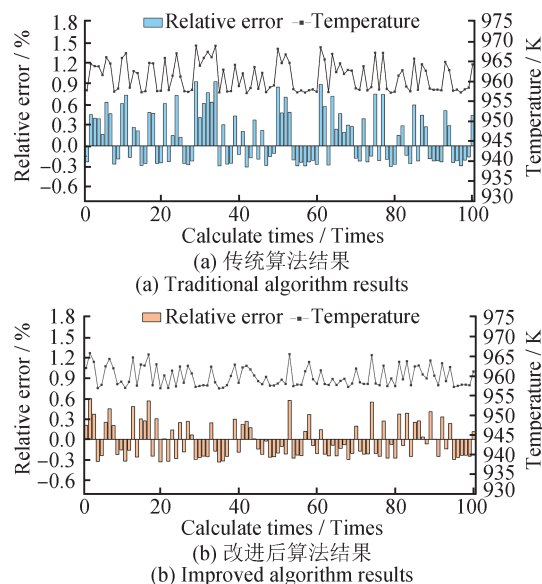 Relative error Temperature
Relative error / %
1.8
1.5
1.2
0.9
0.6
0.3
0.0
−0.3
−0.6
975
970
965
960
955
950
945
940
935
930
Temperature / K
0 20 40 60 80 100
Calculate times / Times
(a) 传统算法结果
(a) Traditional algorithm results
Relative error Temperature
Relative error / %
1.8
1.5
1.2
0.9
0.6
0.3
0.0
−0.3
−0.6
975
970
965
960
955
950
945
940
935
930
Temperature / K
0 20 40 60 80 100
Calculate times / Times
(b) 改进后算法结果
(b) Improved algorithm results